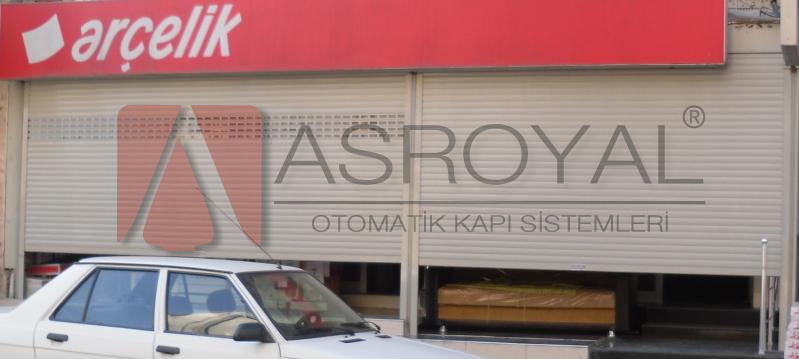 arçelik
ASROYAL®
OTOMATİK KAPI SİSTEMLERİ